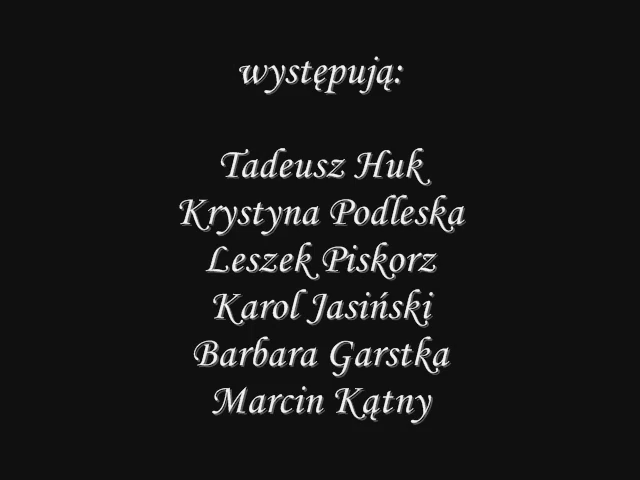 występują:
Tadeusz Huk
Krystyna Podleska
Leszek Piskorz
Karol Jasiński
Barbara Garstka
Marcin Kątny